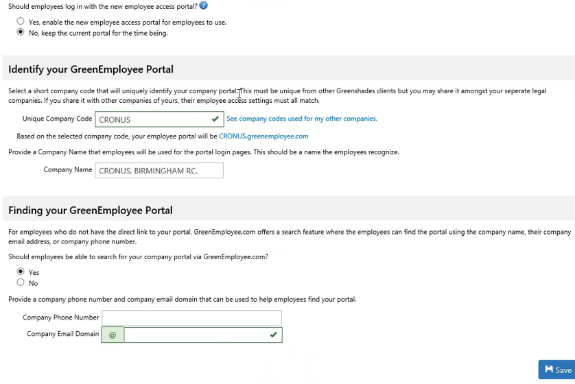 Should employees log in with the new employee access portal?
Yes, enable the new employee access portal for employees to use.
No, keep the current portal for the time being.
Identify your GreenEmployee Portal
Select a short company code that will uniquely identify your company portal. This must be unique from other Greenshades clients but you may share it amongst your seperate legal
companies. If you share it with other companies of yours, their employee access settings must all match.
Unique Company Code CRONUS See company codes used for my other companies.
Based on the selected company code, your employee portal will be CRONUS.greenemployee.com
Provide a Company Name that employees will be used for the portal login pages. This should be a name the employees recognize.
Company Name CRONUS, BIRMINGHAM RC.
Finding your GreenEmployee Portal
For employees who do not have the direct link to your portal, GreenEmployee.com offers a search feature where the employees can find the portal using the company name, their company
email address, or company phone number.
Should employees be able to search for your company portal via GreenEmployee.com?
Yes
No
Provide a company phone number and company email domain that can be used to help employees find your portal.
Company Phone Number
Company Email Domain @
Save